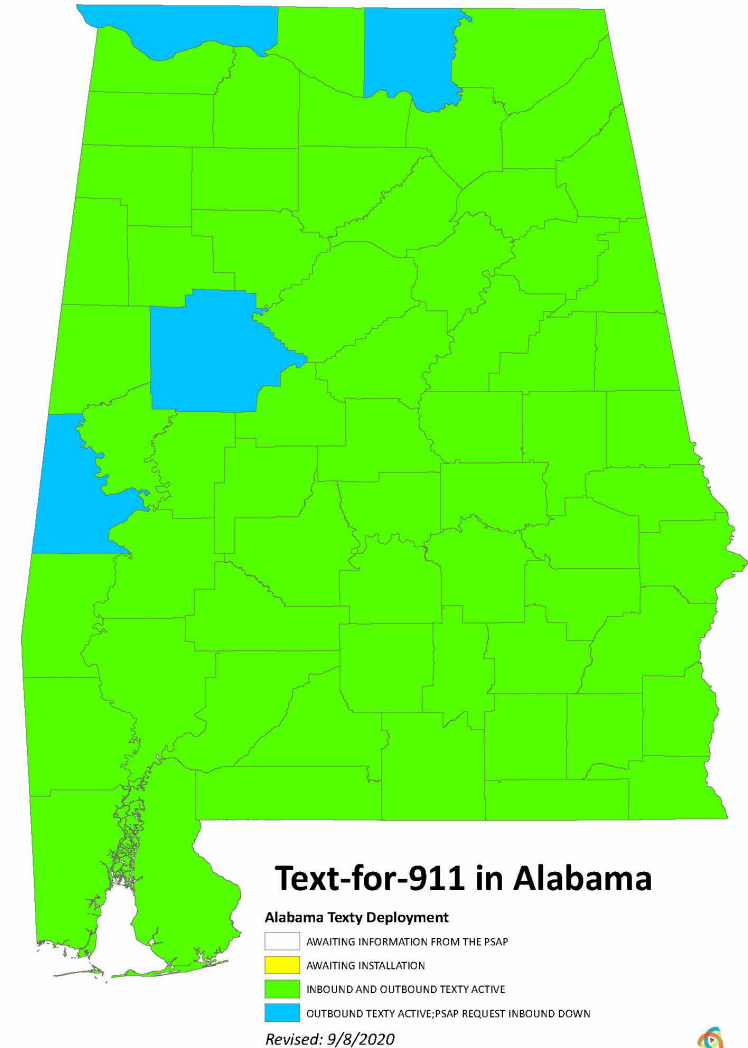 Text-for-911 in Alabama
Alabama Texty Deployment
AWAITING INFORMATION FROM THE PSAP
AWAITING INSTALLATION
INBOUND AND OUTBOUND TEXTY ACTIVE
OUTBOUND TEXTY ACTIVE;PSAP REQUEST INBOUND DOWN
Revised: 9/8/2020